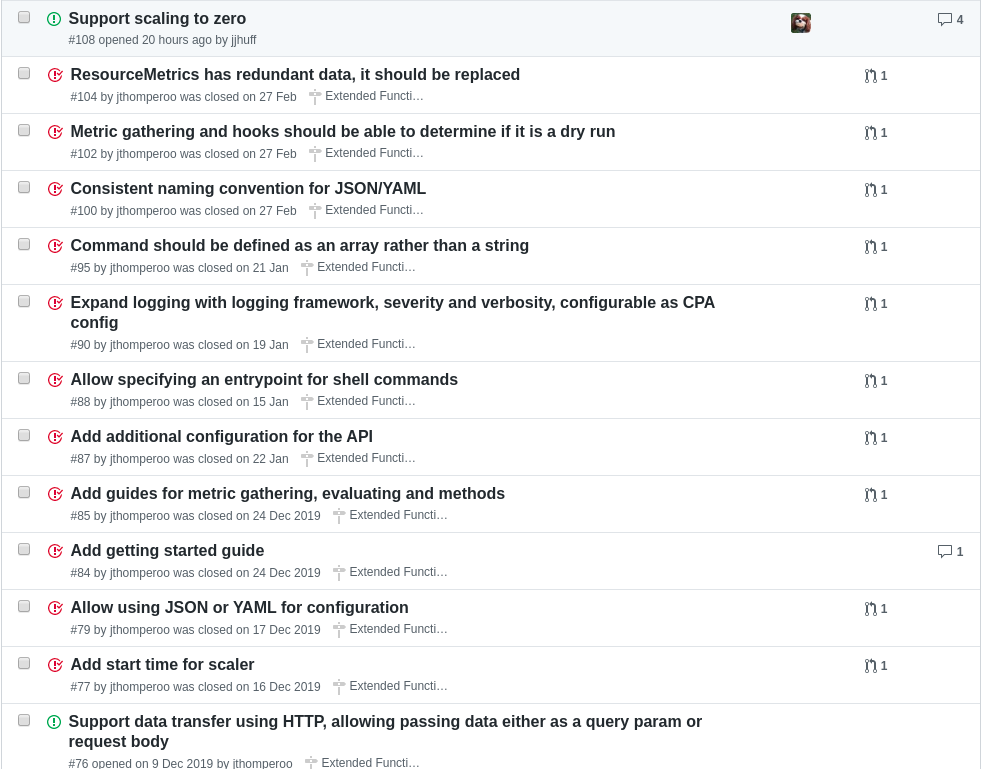 Support scaling to zero
4
#108 opened 20 hours ago by jjhuff
ResourceMetrics has redundant data, it should be replaced
1
#104 by jthomperoo was closed on 27 Feb Extended Functi…
Metric gathering and hooks should be able to determine if it is a dry run
1
#102 by jthomperoo was closed on 27 Feb Extended Functi…
Consistent naming convention for JSON/YAML
1
#100 by jthomperoo was closed on 27 Feb Extended Functi…
Command should be defined as an array rather than a string
1
#95 by jthomperoo was closed on 21 Jan Extended Functi…
Expand logging with logging framework, severity and verbosity, configurable as CPA
1
config
#90 by jthomperoo was closed on 19 Jan Extended Functi…
Allow specifying an entrypoint for shell commands
1
#88 by jthomperoo was closed on 15 Jan Extended Functi…
Add additional configuration for the API
1
#87 by jthomperoo was closed on 22 Jan Extended Functi…
Add guides for metric gathering, evaluating and methods
1
#85 by jthomperoo was closed on 24 Dec 2019 Extended Functi…
Add getting started guide
1
#84 by jthomperoo was closed on 24 Dec 2019 Extended Functi…
Allow using JSON or YAML for configuration
1
#79 by jthomperoo was closed on 17 Dec 2019 Extended Functi…
Add start time for scaler
1
#77 by jthomperoo was closed on 16 Dec 2019 Extended Functi…
Support data transfer using HTTP, allowing passing data either as a query param or
request body
#76 opened on 9 Dec 2019 by jthomperoo Extended Functi…